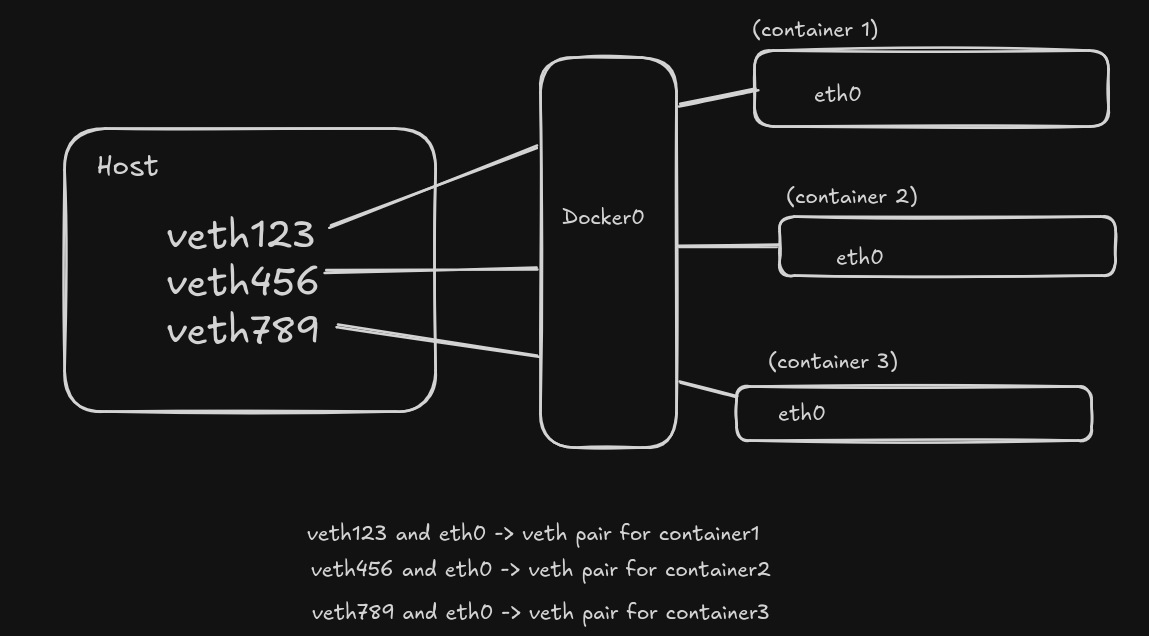 (container 1)
eth0
Host
(container 2)
veth123
Docker0
eth0
veth456
veth789
(container 3)
eth0
veth123 and eth0 -> veth pair for container1
veth456 and eth0 -> veth pair for container2
veth789 and eth0 -> veth pair for container3